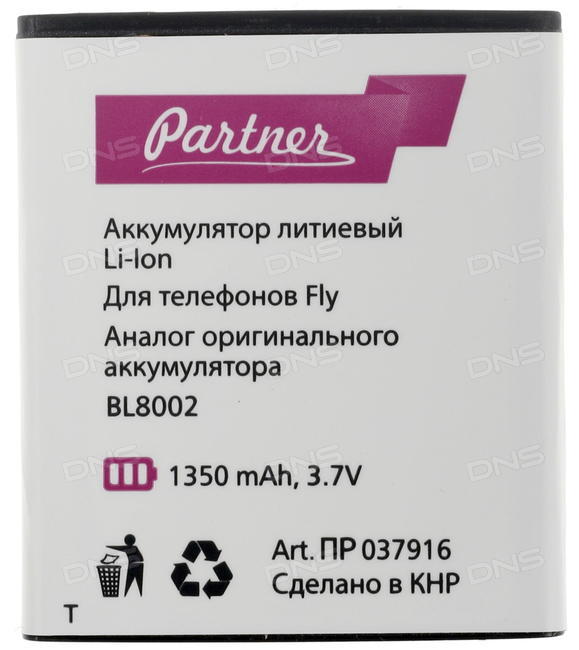 Partner
Аккумулятор литиевый
Li-Ion
Для телефонов Fly
Аналог оригинального
аккумулятора
BL8002
1350 mAh, 3.7V
Art. ПР 037916
Сделано в КНР
T
DNS